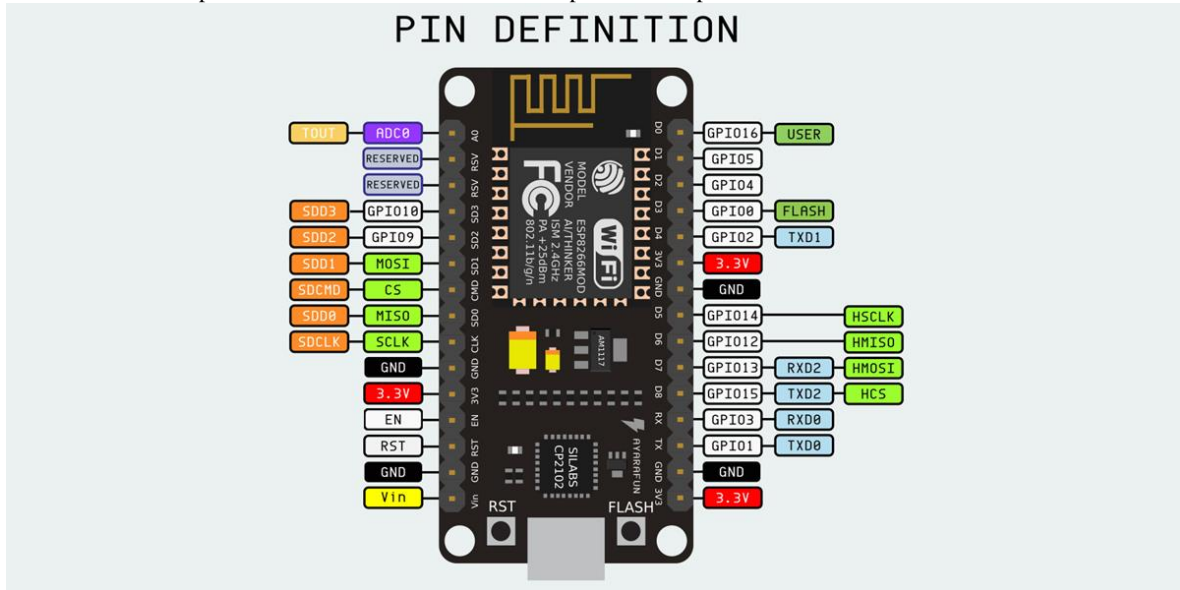 PIN DEFINITION
TOUT ADC0 A0
RESERVED RSV
RESERVED RSV
SDD3 GPIO10 SD3
SDD2 GPIO9 SD2
SDD1 MOSI SD1
SDCMD CS CMD
SDD0 MISO SD0
SDCLK SCLK CLK
GND GND
3.3V 3V3
EN EN
RST RST
GND GND
Vin Vin
MODEL
VENDOR
ESP8266MOD
AI/THINKER
ISM 2.4GHz
PA +25dBm
802.11b/g/n
FC
Wi Fi
AM1117
SILABS
CP2102
AYARAFUN
RST
FLASH
D0 GPIO16 USER
D1 GPIO5
D2 GPIO4
D3 GPIO0 FLASH
D4 GPIO2 TXD1
3V3 3.3V
GND GND
D5 GPIO14 HSCLK
D6 GPIO12 HMISO
D7 GPIO13 RXD2 HMOSI
D8 GPIO15 TXD2 HCS
RX GPIO3 RXD0
TX GPIO1 TXD0
GND GND
3V3 3.3V